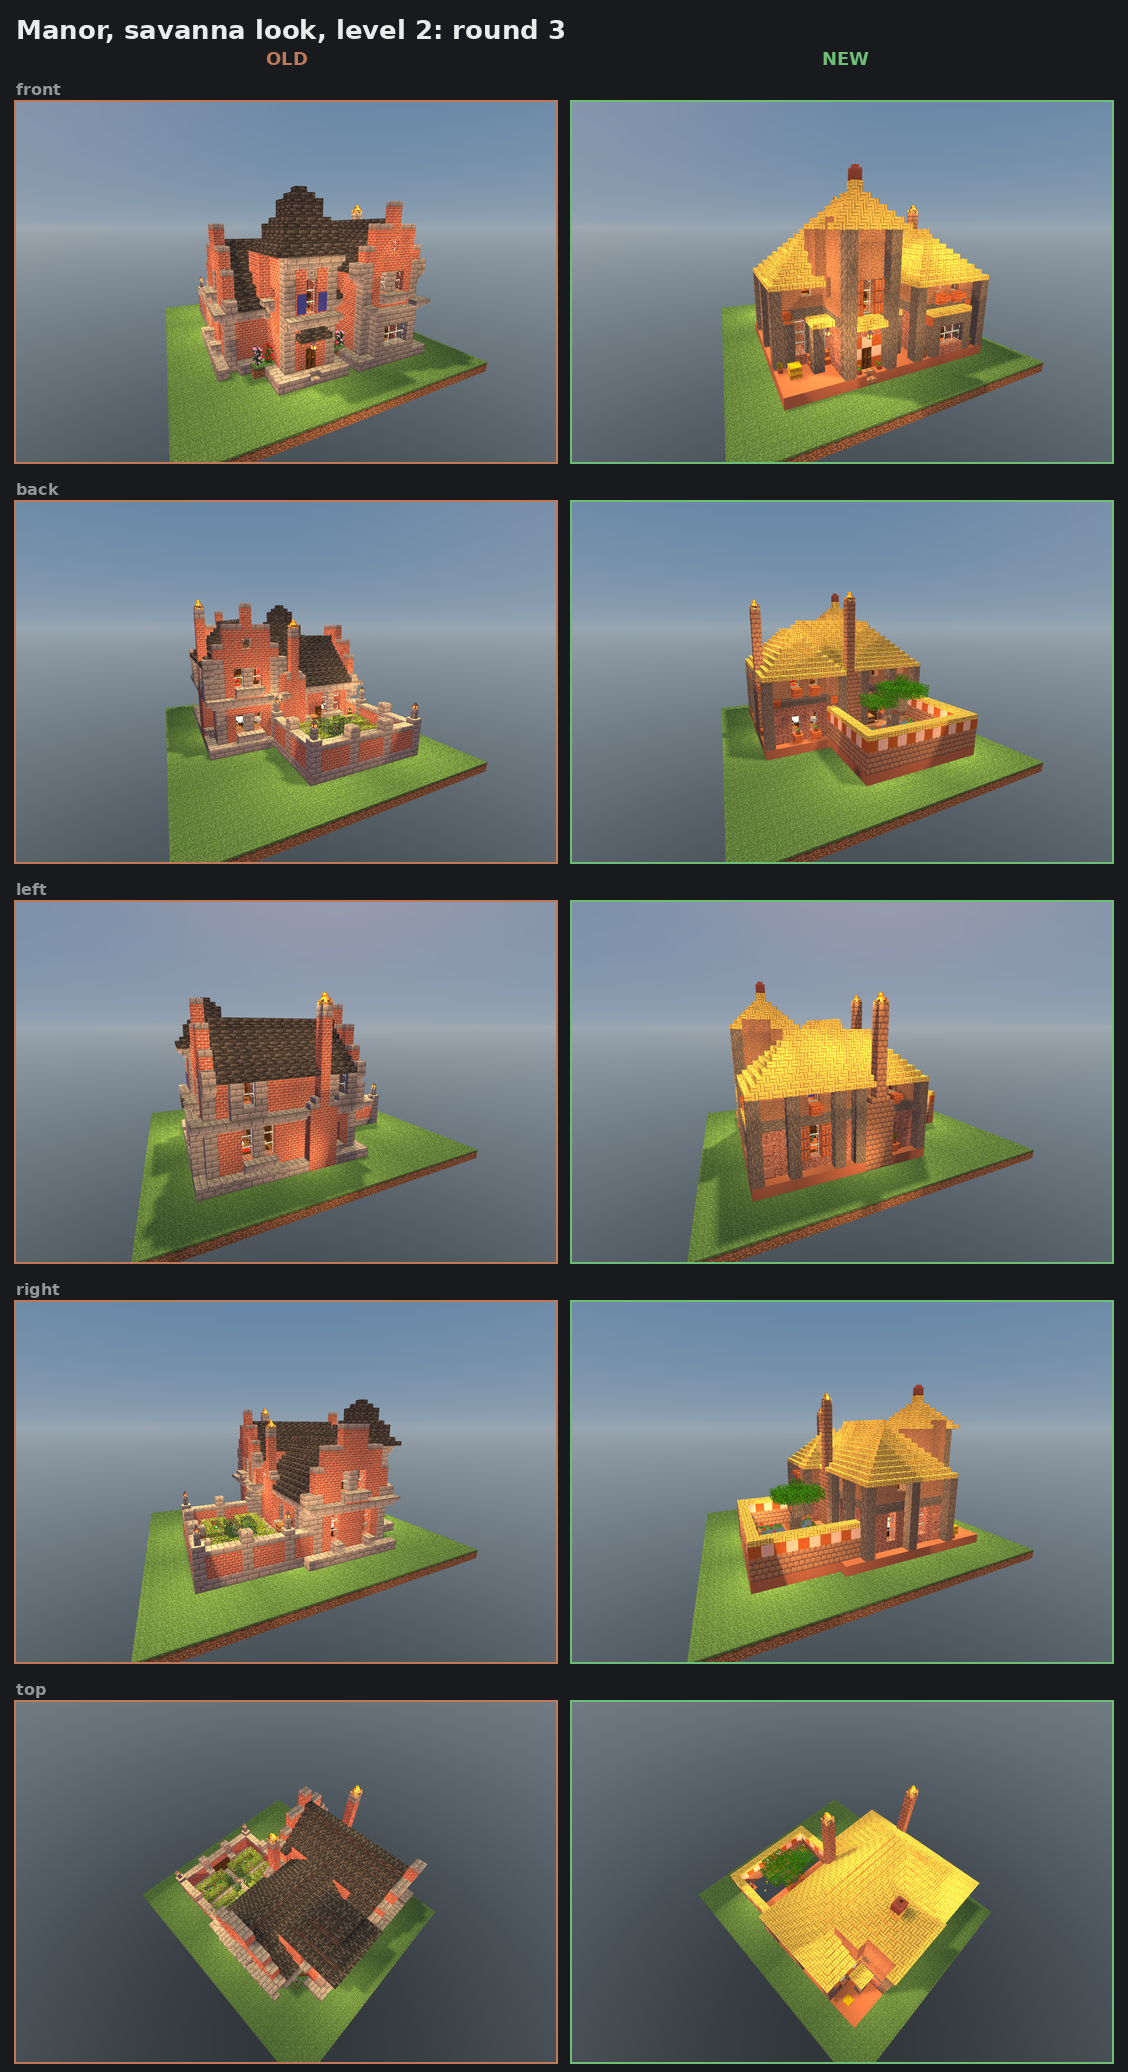 Manor, savanna look, level 2: round 3
OLD
NEW
front
back
left
right
top